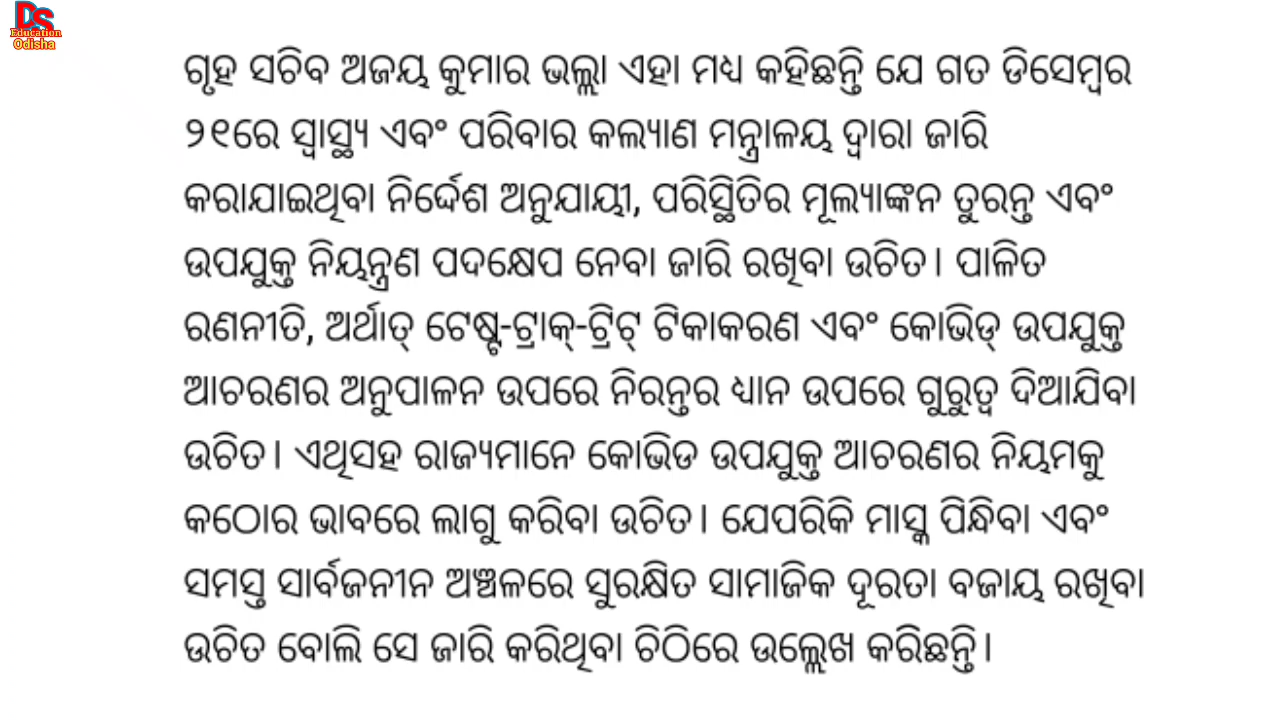 DS
Education
Odisha
ଗୃହ ସଚିବ ଅଜୟ କୁମାର ଭଲ୍ଲା ଏହା ମଧ୍ୟ କହିଛନ୍ତି ଯେ ଗତ ଡିସେମ୍ବର
୨୧ରେ ସ୍ୱାସ୍ଥ୍ୟ ଏବଂ ପରିବାର କଲ୍ୟାଣ ମନ୍ତ୍ରାଳୟ ଦ୍ୱାରା ଜାରି
କରାଯାଇଥିବା ନିର୍ଦ୍ଦେଶ ଅନୁଯାୟୀ, ପରିସ୍ଥିତିର ମୂଲ୍ୟାଙ୍କନ ତୁରନ୍ତ ଏବଂ
ଉପଯୁକ୍ତ ନିୟନ୍ତ୍ରଣ ପଦକ୍ଷେପ ନେବା ଜାରି ରଖିବା ଉଚିତ। ପାଳିତ
ରଣନୀତି, ଅର୍ଥାତ୍ ଟେଷ୍ଟ-ଟ୍ରାକ୍-ଟ୍ରିଟ୍ ଟିକାକରଣ ଏବଂ କୋଭିଡ୍ ଉପଯୁକ୍ତ
ଆଚରଣର ଅନୁପାଳନ ଉପରେ ନିରନ୍ତର ଧ୍ୟାନ ଉପରେ ଗୁରୁତ୍ୱ ଦିଆଯିବା
ଉଚିତ। ଏଥିସହ ରାଜ୍ୟମାନେ କୋଭିଡ ଉପଯୁକ୍ତ ଆଚରଣର ନିୟମକୁ
କଠୋର ଭାବରେ ଲାଗୁ କରିବା ଉଚିତ। ଯେପରିକି ମାସ୍କ ପିନ୍ଧିବା ଏବଂ
ସମସ୍ତ ସାର୍ବଜନୀନ ଅଞ୍ଚଳରେ ସୁରକ୍ଷିତ ସାମାଜିକ ଦୂରତା ବଜାୟ ରଖିବା
ଉଚିତ ବୋଲି ସେ ଜାରି କରିଥିବା ଚିଠିରେ ଉଲ୍ଲେଖ କରିଛନ୍ତି।